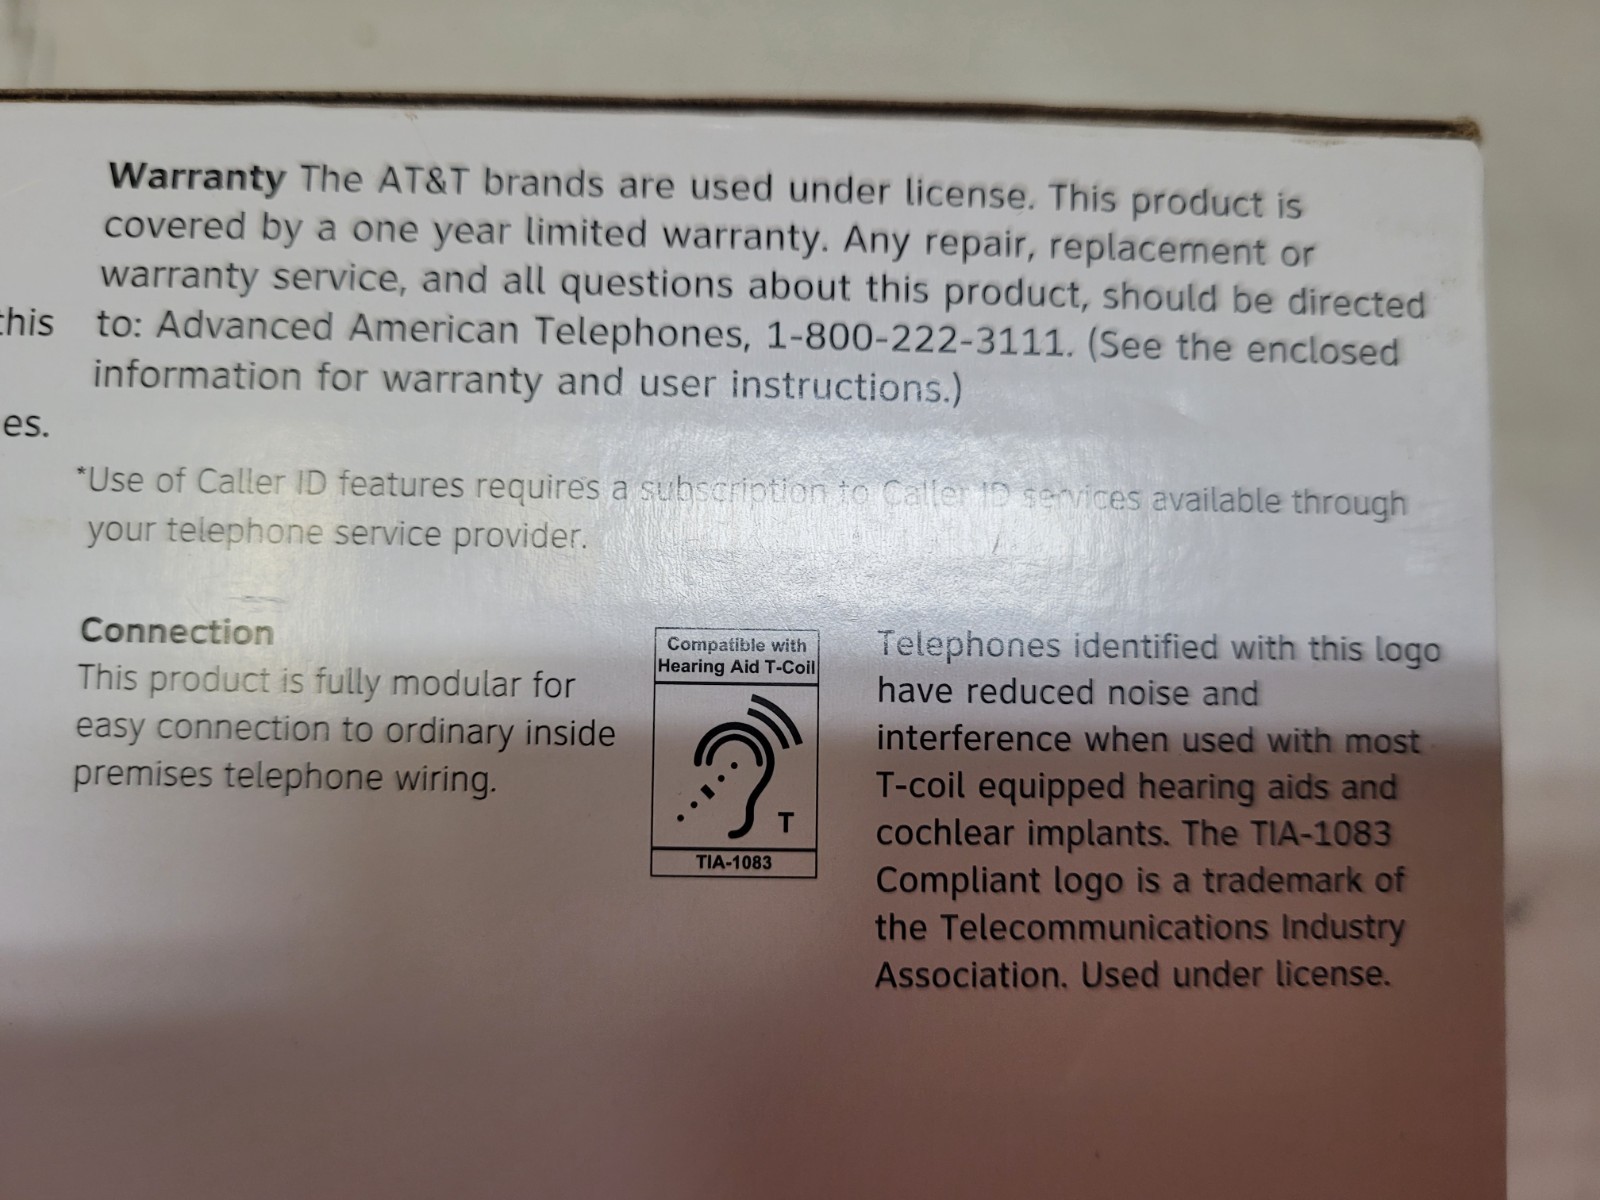 Warranty The AT&T brands are used under license. This product is
covered by a one year limited warranty. Any repair, replacement or
warranty service, and all questions about this product, should be directed
to: Advanced American Telephones, 1-800-222-3111. (See the enclosed
information for warranty and user instructions.)
this
es.
*Use of Caller ID features requires a subscription to Caller ID services available through
your telephone service provider.
Connection
This product is fully modular for
easy connection to ordinary inside
premises telephone wiring.
Compatible with
Hearing Aid T-Coil
T
TIA-1083
Telephones identified with this logo
have reduced noise and
interference when used with most
T-coil equipped hearing aids and
cochlear implants. The TIA-1083
Compliant logo is a trademark of
the Telecommunications Industry
Association. Used under license.